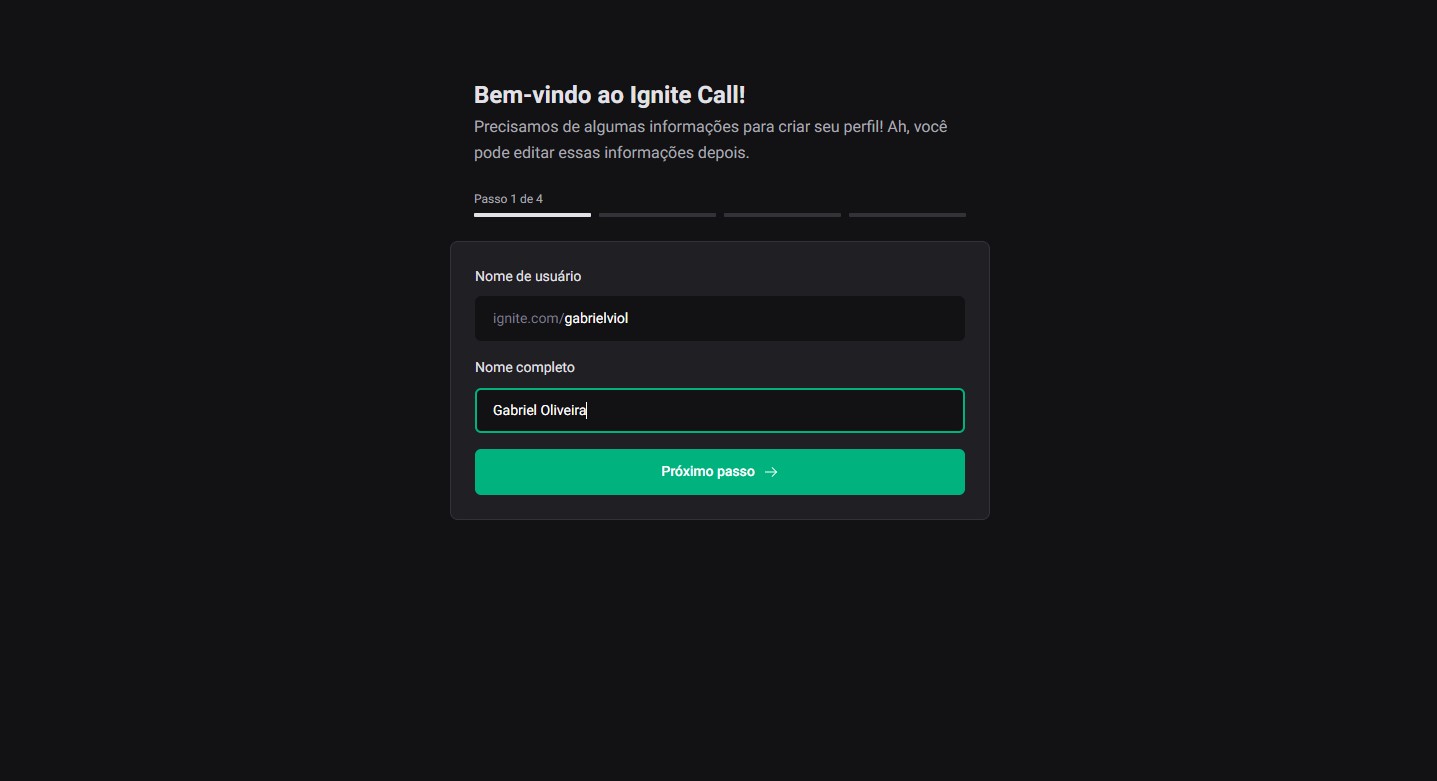 Bem-vindo ao Ignite Call!
Precisamos de algumas informações para criar seu perfil! Ah, você
pode editar essas informações depois.
Passo 1 de 4
Nome de usuário
ignite.com/gabrielviol
Nome completo
Gabriel Oliveira
Próximo passo →